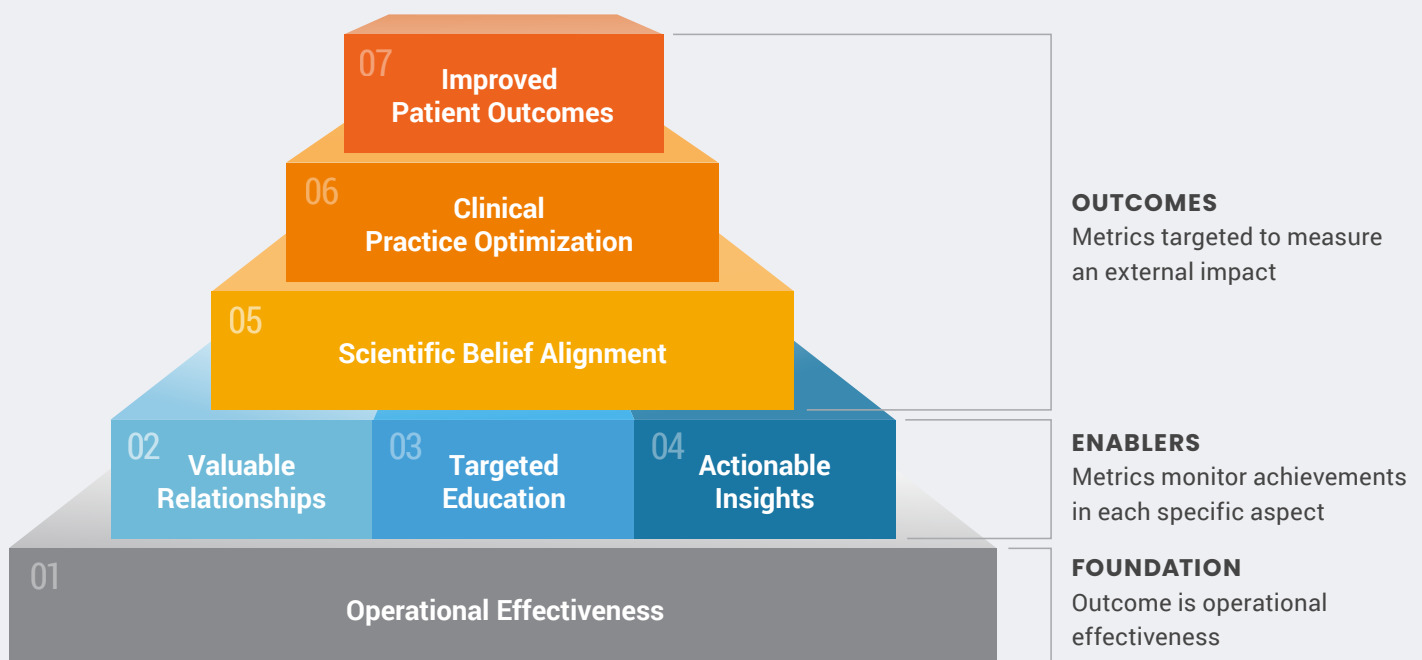 07
Improved
Patient Outcomes
06
Clinical
Practice Optimization
05
Scientific Belief Alignment
OUTCOMES
Metrics targeted to measure
an external impact
02
Valuable
Relationships
03
Targeted
Education
04
Actionable
Insights
ENABLERS
Metrics monitor achievements
in each specific aspect
01
Operational Effectiveness
FOUNDATION
Outcome is operational
effectiveness